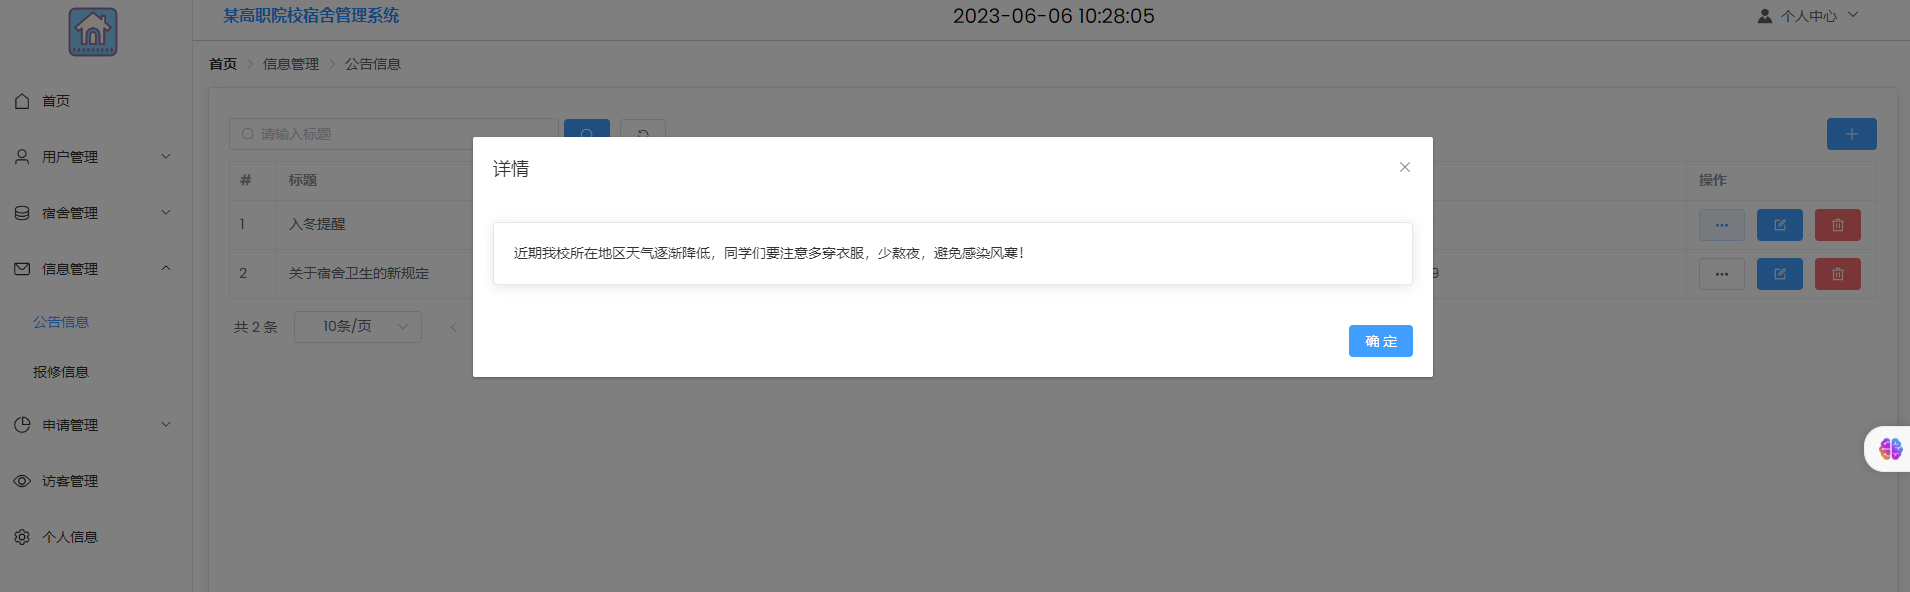 某高职院校宿舍管理系统
2023-06-06 10:28:05
个人中心
首页
用户管理
宿舍管理
信息管理
公告信息
报修信息
申请管理
访客管理
个人信息
首页 > 信息管理 > 公告信息
请输入标题
# 标题 操作
1 入冬提醒
2 关于宿舍卫生的新规定 9
共 2 条 10条/页
详情
近期我校所在地区天气逐渐降低，同学们要注意多穿衣服，少熬夜，避免感染风寒！
确 定